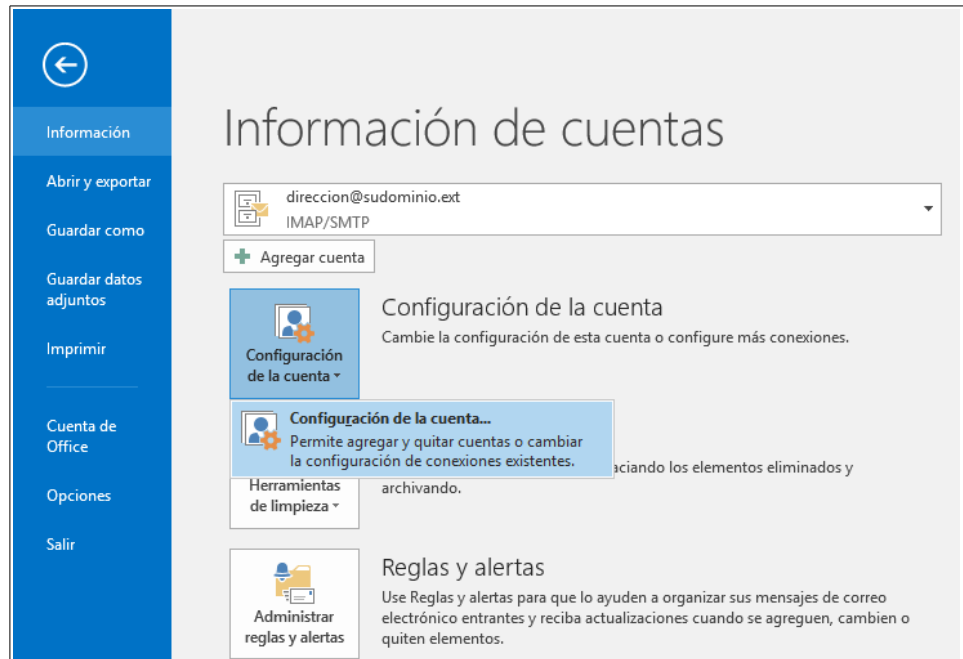 Información
Abrir y exportar
Guardar como
Guardar datos
adjuntos
Imprimir
Cuenta de
Office
Opciones
Salir
Información de cuentas
direccion@sudominio.ext
IMAP/SMTP
Agregar cuenta
Configuración
de la cuenta
Configuración de la cuenta
Cambie la configuración de esta cuenta o configure más conexiones.
Configuración de la cuenta...
Permite agregar y quitar cuentas o cambiar
la configuración de conexiones existentes.
Herramientas
de limpieza
aciando los elementos eliminados y
archivando.
Administrar
reglas y alertas
Reglas y alertas
Use Reglas y alertas para que lo ayuden a organizar sus mensajes de correo
electrónico entrantes y reciba actualizaciones cuando se agreguen, cambien o
quiten elementos.